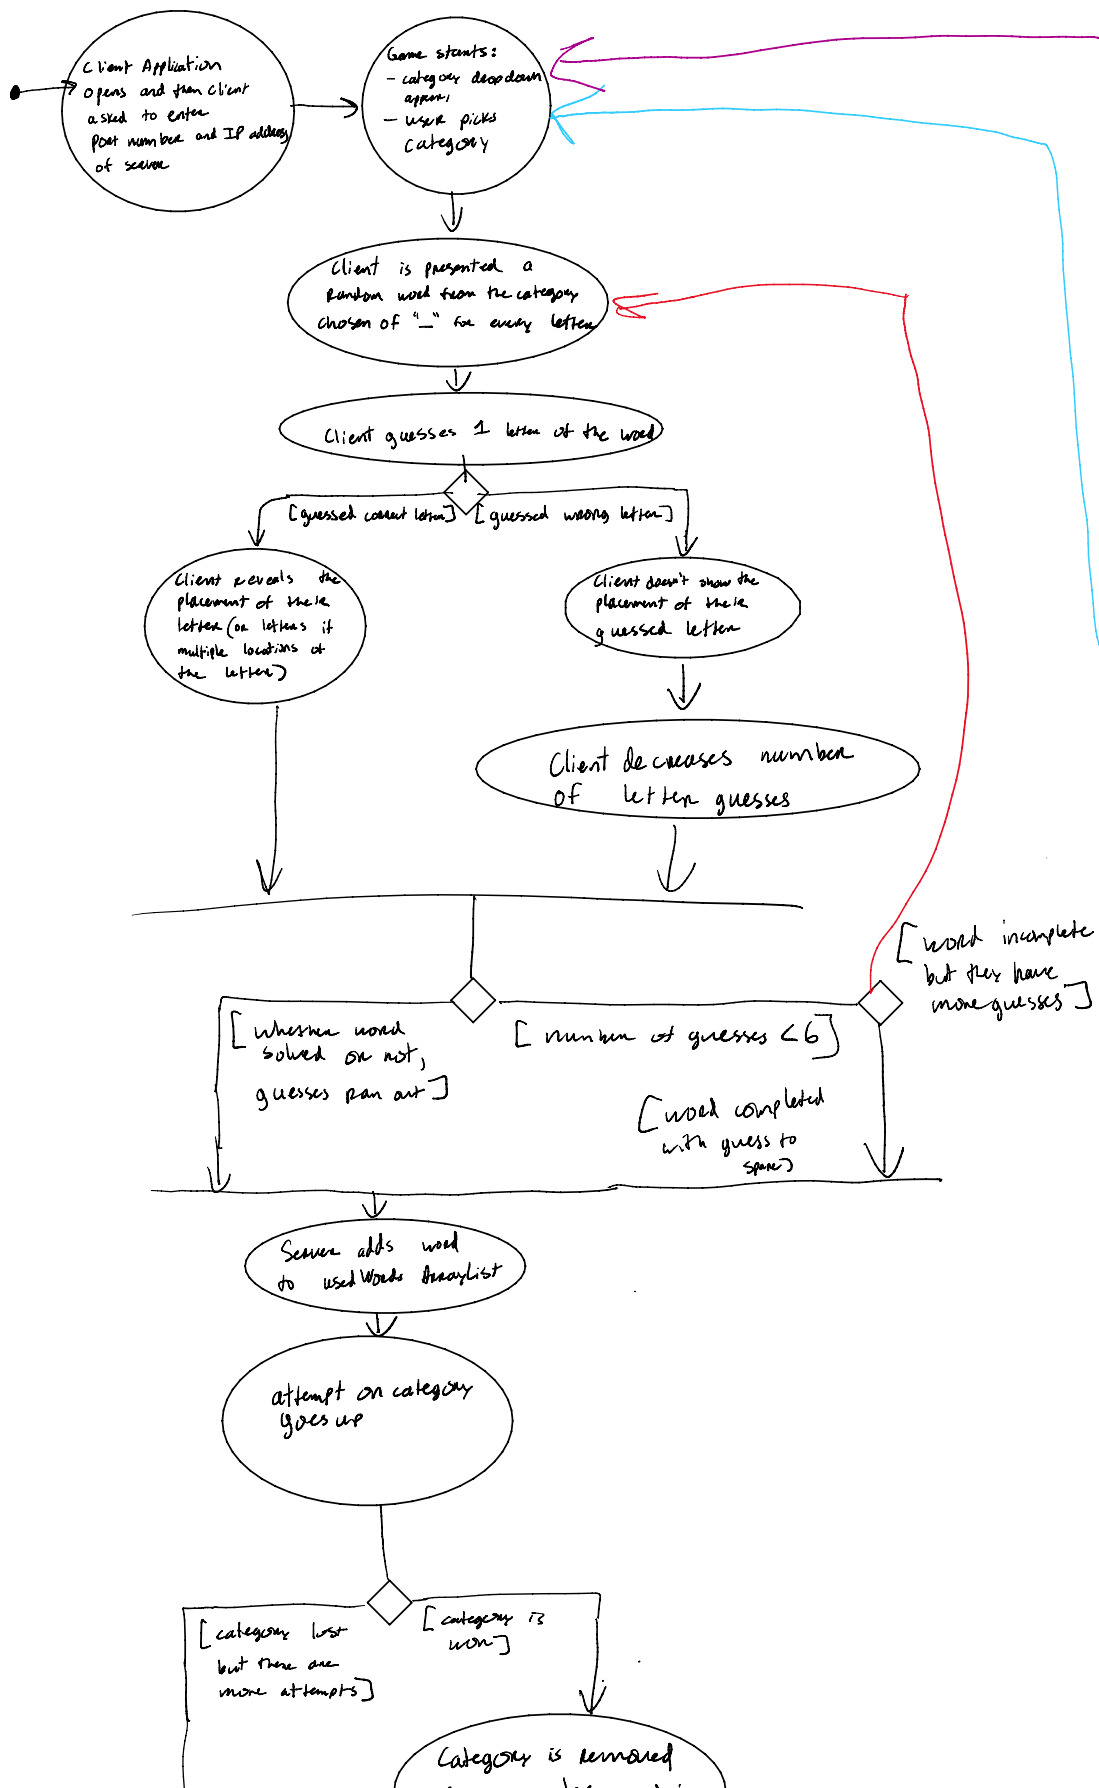 Client Application
opens and then client
asked to enter
Port number and IP address
of server
Game starts:
- category dropdown
appears
- user picks
category
Client is presented a
random word from the category
chosen of "_" for every letter
Client guesses 1 letter of the word
[guessed correct letter]
[guessed wrong letter]
Client reveals the
placement of their
letter (or letters if
multiple locations of
the letter)
Client doesn't show the
placement of their
guessed letter
Client decreases number
of letter guesses
[word incomplete
but they have
more guesses]
[whether word
solved or not,
guesses ran out]
[number of guesses <6]
[word completed
with guess to
spare]
Server adds word
to usedWords ArrayList
attempt on category
goes up
[category lost
but there are
more attempts]
[category is
won]
Category is removed